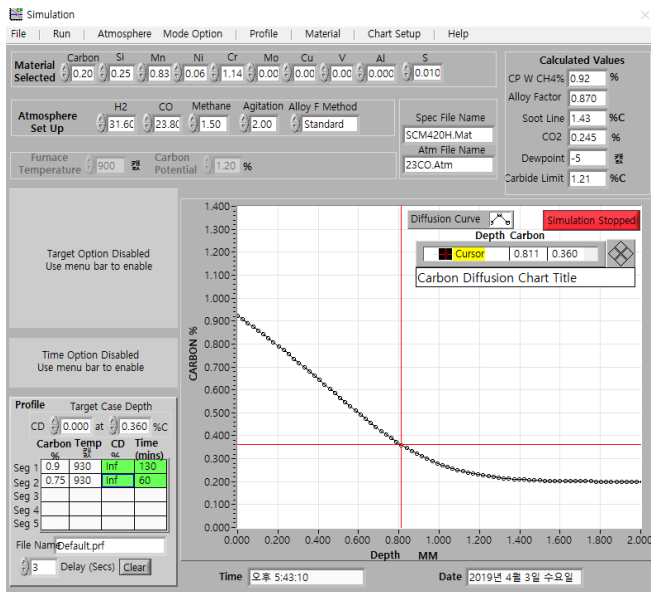 Simulation
File | Run | Atmosphere Mode Option | Profile | Material | Chart Setup | Help
Material Selected
Carbon Si Mn Ni Cr Mo Cu V Al S
0.20 0.25 0.83 0.06 1.14 0.00 0.00 0.00 0.000 0.010
Calculated Values
CP W CH4% 0.92 %
Alloy Factor 0.870
Soot Line 1.43 %C
CO2 0.245 %
Dewpoint -5
Carbide Limit 1.21 %C
Atmosphere Set Up
H2 CO Methane Agitation Alloy F Method
31.60 23.80 1.50 2.00 Standard
Spec File Name
SCM420H.Mat
Atm File Name
23CO.Atm
Furnace Temperature 900
Carbon Potential 1.20 %
Target Option Disabled
Use menu bar to enable
Time Option Disabled
Use menu bar to enable
Profile Target Case Depth
CD 0.000 at 0.360 %C
Carbon Temp CD Time
% % (mins)
Seg 1 0.9 930 Inf 130
Seg 2 0.75 930 Inf 60
Seg 3
Seg 4
Seg 5
File Name Default.prf
3 Delay (Secs) Clear
Diffusion Curve
Simulation Stopped
Depth Carbon
Cursor 0.811 0.360
Carbon Diffusion Chart Title
CARBON %
1.400
1.300
1.200
1.100
1.000
0.900
0.800
0.700
0.600
0.500
0.400
0.300
0.200
0.100
0.000
0.000 0.200 0.400 0.600 0.800 1.000 1.200 1.400 1.600 1.800 2.000
Depth MM
Time 오후 5:43:10
Date 2019년 4월 3일 수요일